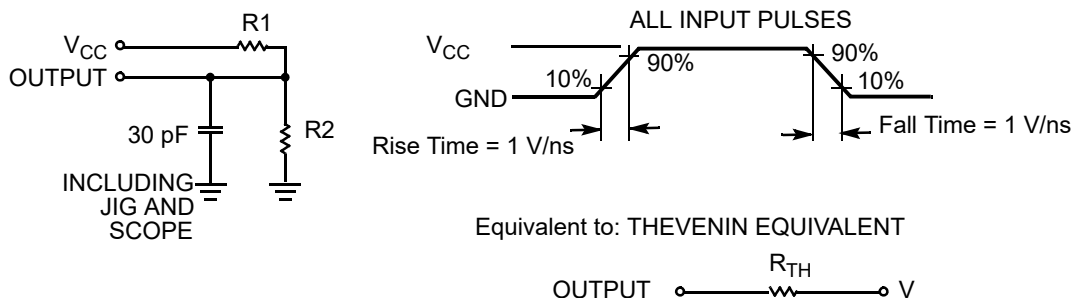 R1
V_CC
OUTPUT
30 pF
R2
INCLUDING
JIG AND
SCOPE
ALL INPUT PULSES
V_CC
GND
10%
90%
90%
10%
Rise Time = 1 V/ns
Fall Time = 1 V/ns
Equivalent to: THEVENIN EQUIVALENT
R_TH
OUTPUT
V